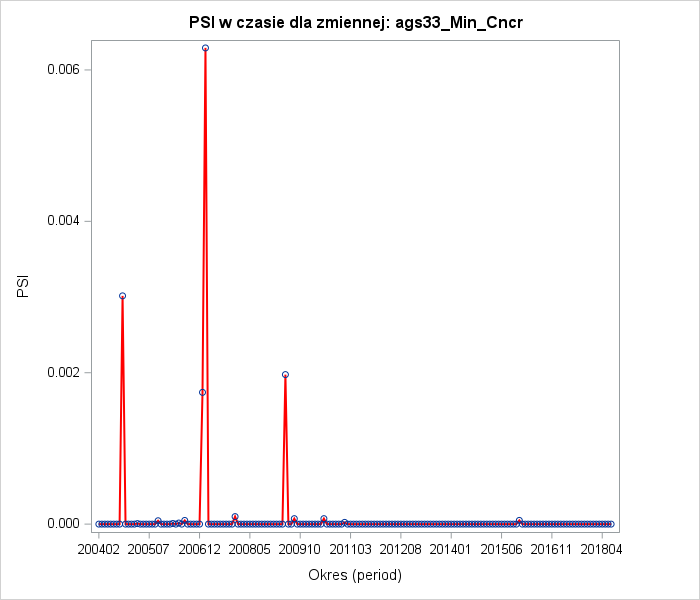 PSI w czasie dla zmiennej: ags33_Min_Cncr
0.006
0.004
PSI
0.002
0.000
200402 200507 200612 200805 200910 201103 201208 201401 201506 201611 201804
Okres (period)